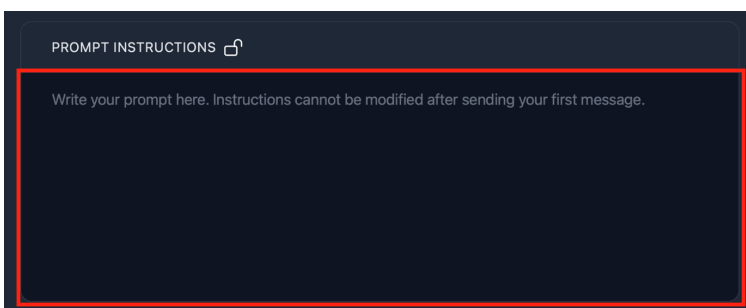 PROMPT INSTRUCTIONS
Write your prompt here. Instructions cannot be modified after sending your first message.